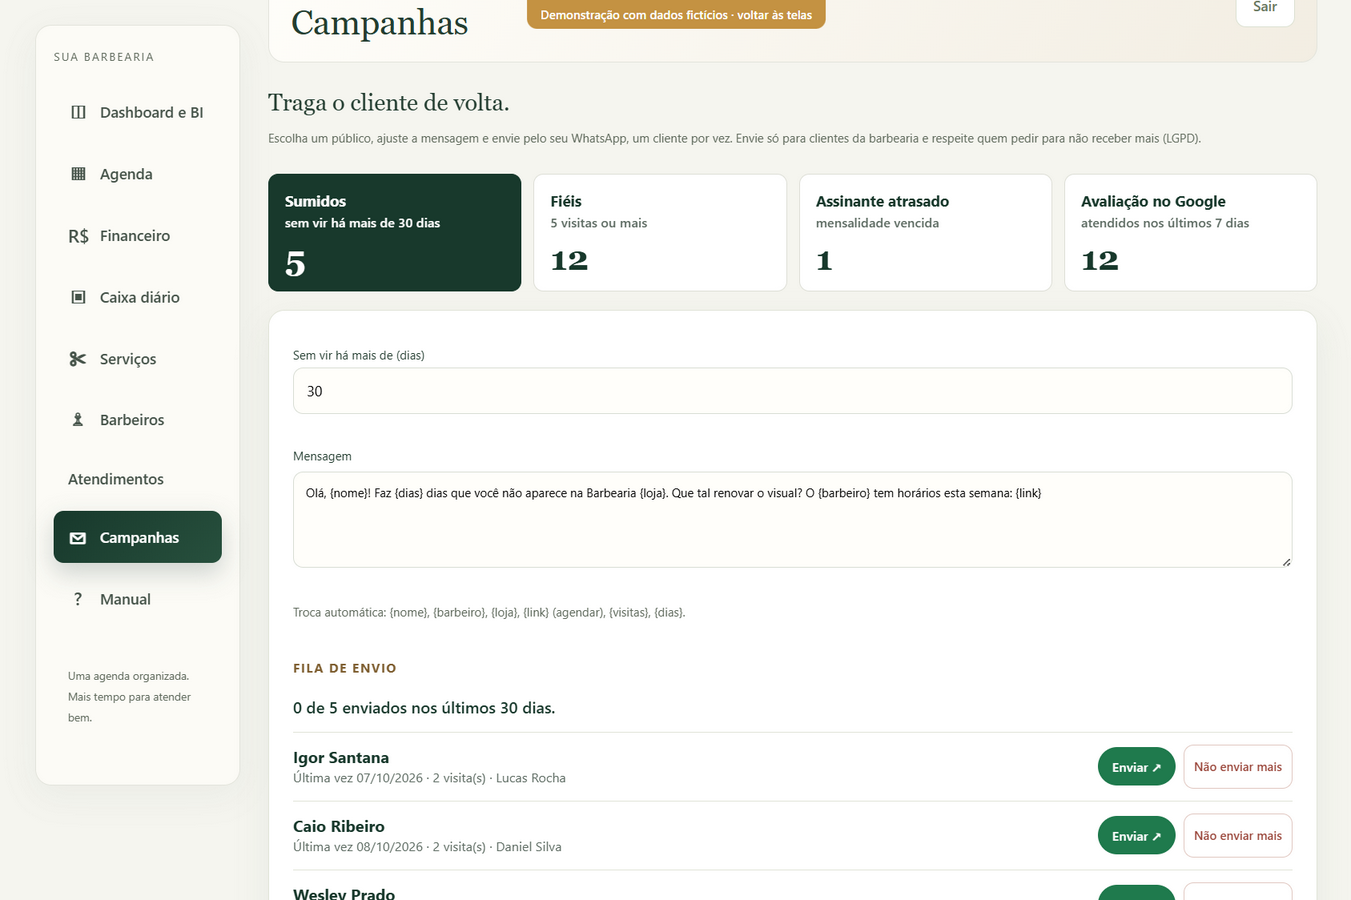 Campanhas
Demonstração com dados fictícios · voltar às telas
Sair
SUA BARBEARIA
Dashboard e BI
Agenda
R$ Financeiro
Caixa diário
Serviços
Barbeiros
Atendimentos
Campanhas
? Manual
Uma agenda organizada.
Mais tempo para atender
bem.
Traga o cliente de volta.
Escolha um público, ajuste a mensagem e envie pelo seu WhatsApp, um cliente por vez. Envie só para clientes da barbearia e respeite quem pedir para não receber mais (LGPD).
Sumidos
sem vir há mais de 30 dias
5
Fiéis
5 visitas ou mais
12
Assinante atrasado
mensalidade vencida
1
Avaliação no Google
atendidos nos últimos 7 dias
12
Sem vir há mais de (dias)
30
Mensagem
Olá, {nome}! Faz {dias} dias que você não aparece na Barbearia {loja}. Que tal renovar o visual? O {barbeiro} tem horários esta semana: {link}
Troca automática: {nome}, {barbeiro}, {loja}, {link} (agendar), {visitas}, {dias}.
FILA DE ENVIO
0 de 5 enviados nos últimos 30 dias.
Igor Santana
Última vez 07/10/2026 · 2 visita(s) · Lucas Rocha
Enviar ↗
Não enviar mais
Caio Ribeiro
Última vez 08/10/2026 · 2 visita(s) · Daniel Silva
Enviar ↗
Não enviar mais
Wesley Prado